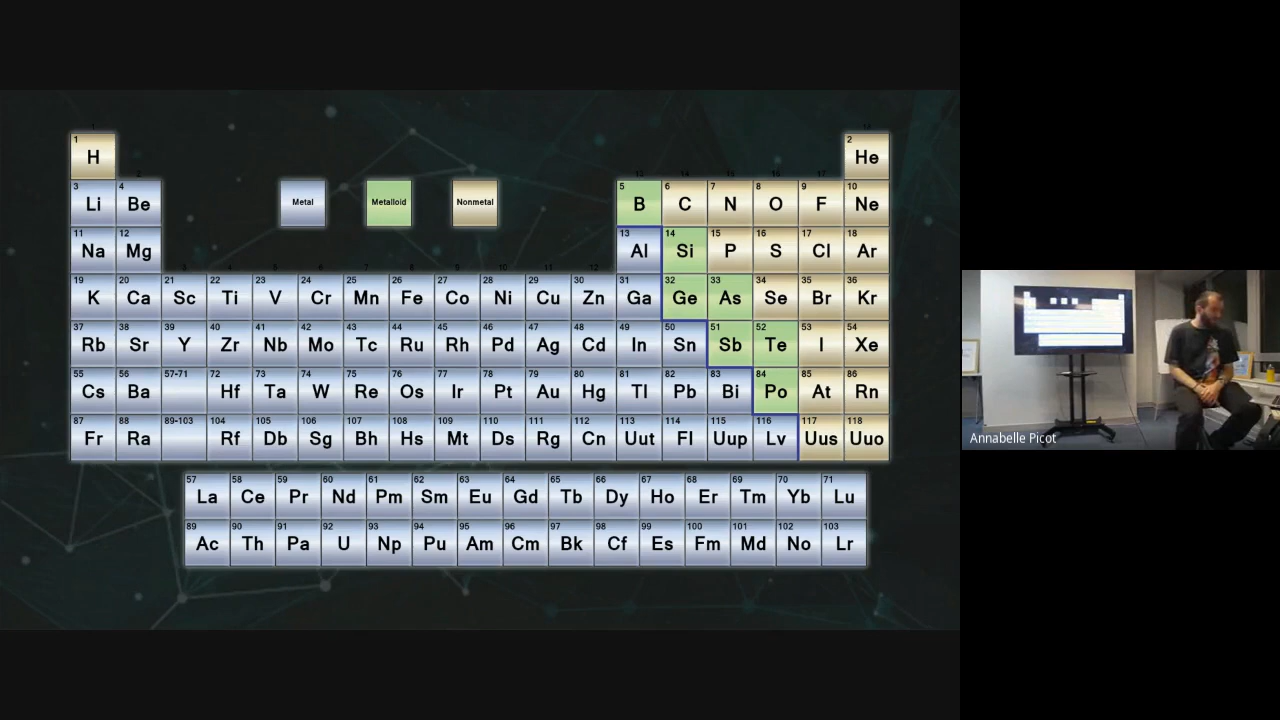 1 2
H He
3 4 Metal Metalloid Nonmetal 5 6 7 8 9 10
Li Be B C N O F Ne
11 12 13 14 15 16 17 18
Na Mg Al Si P S Cl Ar
19 20 21 22 23 24 25 26 27 28 29 30 31 32 33 34 35 36
K Ca Sc Ti V Cr Mn Fe Co Ni Cu Zn Ga Ge As Se Br Kr
37 38 39 40 41 42 43 44 45 46 47 48 49 50 51 52 53 54
Rb Sr Y Zr Nb Mo Tc Ru Rh Pd Ag Cd In Sn Sb Te I Xe
55 56 57-71 72 73 74 75 76 77 78 79 80 81 82 83 84 85 86
Cs Ba Hf Ta W Re Os Ir Pt Au Hg Tl Pb Bi Po At Rn
87 88 89-103 104 105 106 107 108 109 110 111 112 113 114 115 116 117 118
Fr Ra Rf Db Sg Bh Hs Mt Ds Rg Cn Uut Fl Uup Lv Uus Uuo
57 58 59 60 61 62 63 64 65 66 67 68 69 70 71
La Ce Pr Nd Pm Sm Eu Gd Tb Dy Ho Er Tm Yb Lu
89 90 91 92 93 94 95 96 97 98 99 100 101 102 103
Ac Th Pa U Np Pu Am Cm Bk Cf Es Fm Md No Lr
Annabelle Picot